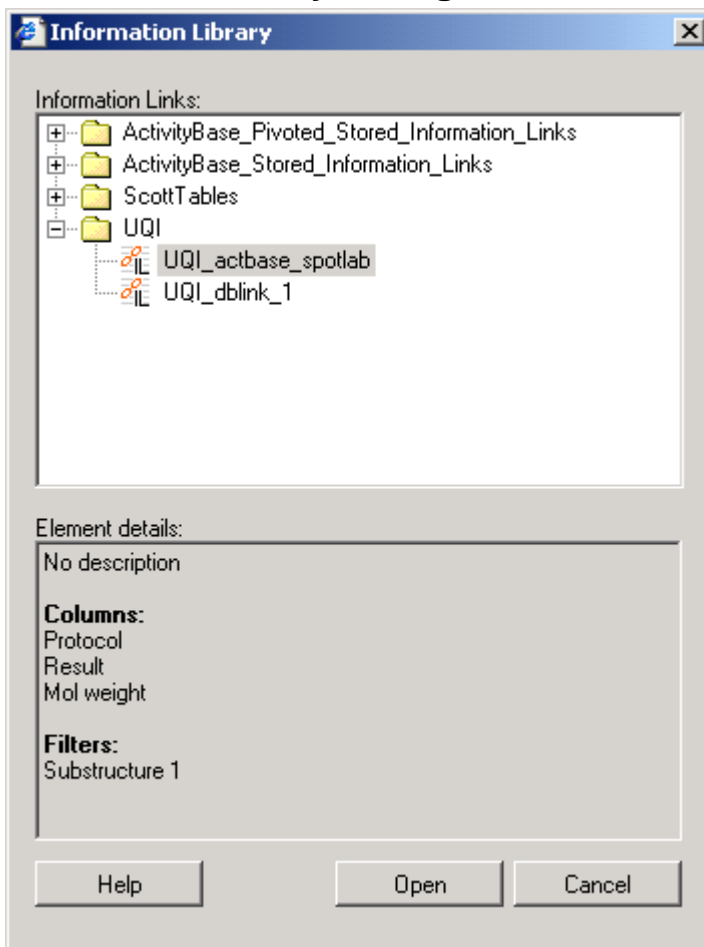 Information Library
Information Links:
ActivityBase_Pivoted_Stored_Information_Links
ActivityBase_Stored_Information_Links
ScottTables
UQI
UQI_actbase_spotlab
UQI_dblink_1
Element details:
No description
Columns:
Protocol
Result
Mol weight
Filters:
Substructure 1
Help Open Cancel